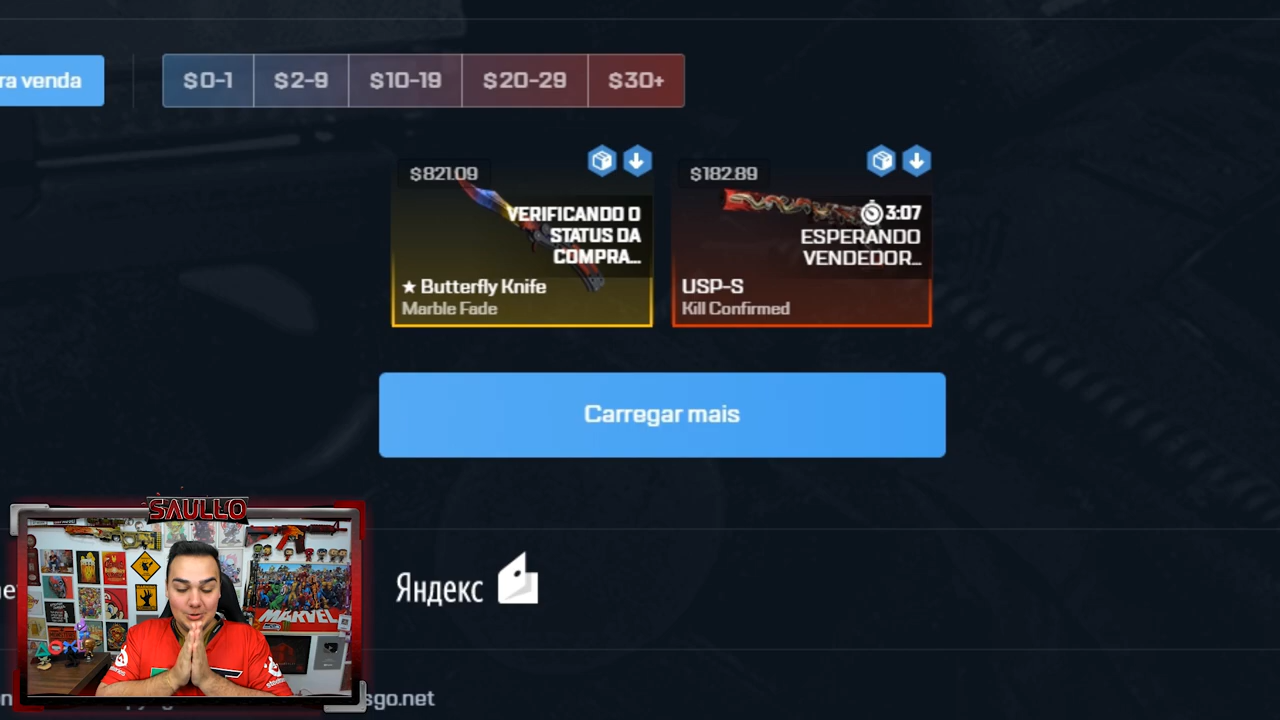 ra venda
$0-1
$2-9
$10-19
$20-29
$30+
$821.09
VERIFICANDO O
STATUS DA
COMPRA...
★ Butterfly Knife
Marble Fade
$182.89
3:07
ESPERANDO
VENDEDOR...
USP-S
Kill Confirmed
Carregar mais
SAULLO
MARVEL
Яндекс
sgo.net